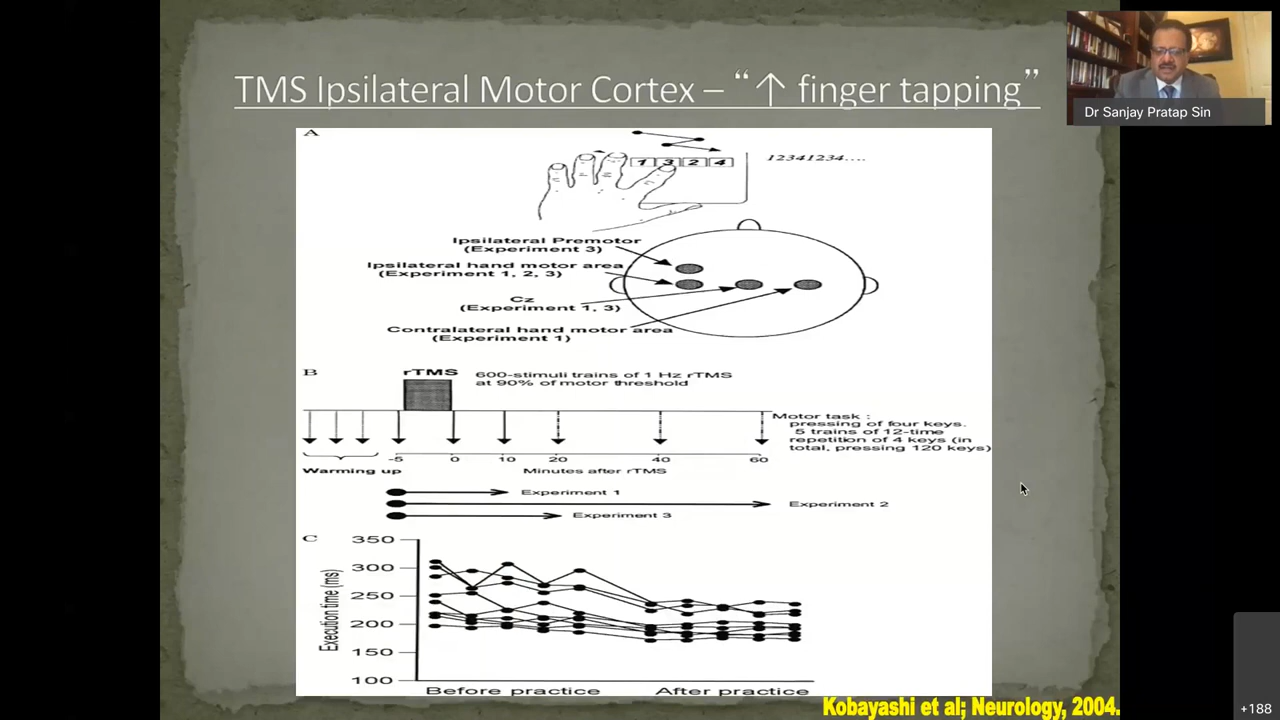 TMS Ipsilateral Motor Cortex – “↑ finger tapping”
Dr Sanjay Pratap Sin
A
1 3 2 4
12341234....
Ipsilateral Premotor
(Experiment 3)
Ipsilateral hand motor area
(Experiment 1, 2, 3)
Cz
(Experiment 1, 3)
Contralateral hand motor area
(Experiment 1)
B
rTMS
600-stimuli trains of 1 Hz rTMS
at 90% of motor threshold
Motor task :
pressing of four keys.
5 trains of 12-time
repetition of 4 keys (in
total, pressing 120 keys)
-5 0 10 20 40 60
Warming up
Minutes after rTMS
Experiment 1
Experiment 2
Experiment 3
C
350
300
250
200
150
100
Execution time (ms)
Before practice
After practice
Kobayashi et al; Neurology, 2004.
+188